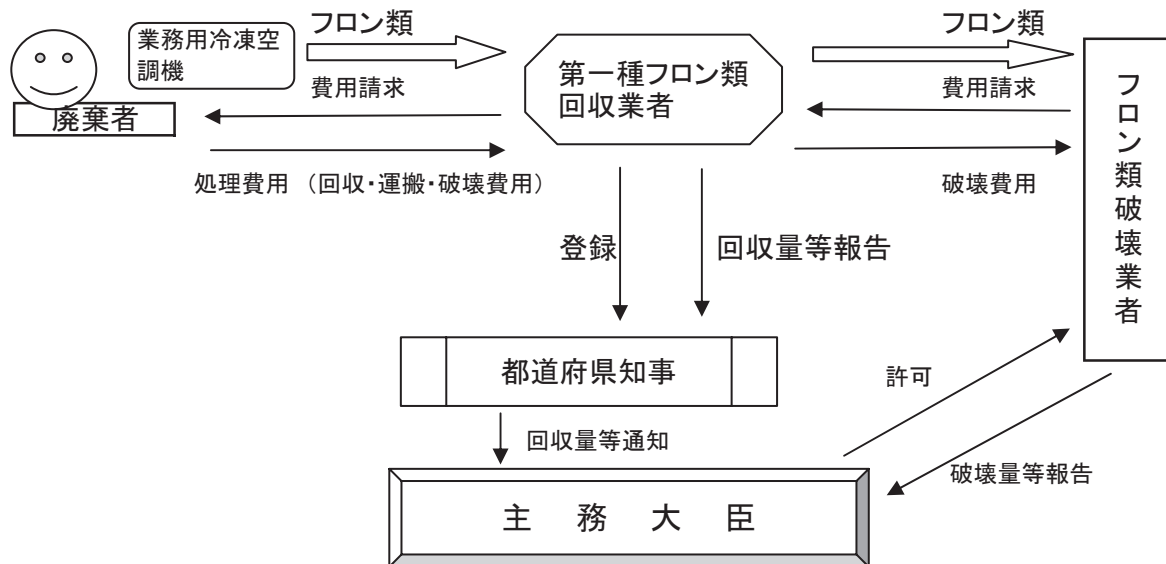 業務用冷凍空
調機
廃棄者
フロン類
費用請求
処理費用 (回収・運搬・破壊費用)
第一種フロン類
回収業者
フロン類
費用請求
破壊費用
フロン類破壊業者
登録
回収量等報告
都道府県知事
回収量等通知
許可
破壊量等報告
主務大臣